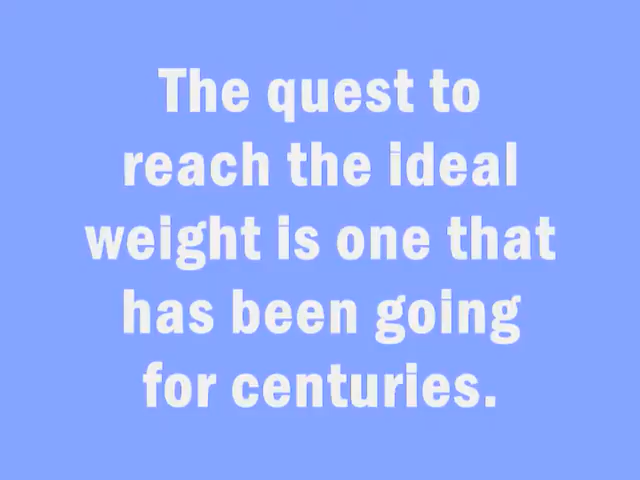 The quest to
reach the ideal
weight is one that
has been going
for centuries.